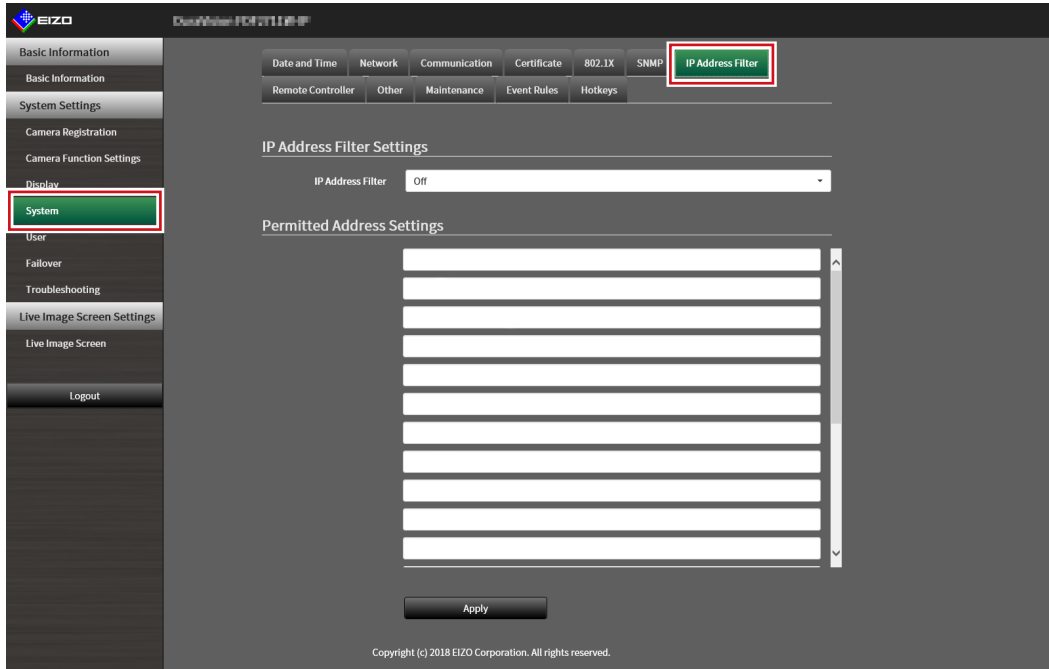 EIZO
Basic Information
Basic Information
System Settings
Camera Registration
Camera Function Settings
Display
System
User
Failover
Troubleshooting
Live Image Screen Settings
Live Image Screen
Logout
Date and Time Network Communication Certificate 802.1X SNMP IP Address Filter
Remote Controller Other Maintenance Event Rules Hotkeys
IP Address Filter Settings
IP Address Filter Off
Permitted Address Settings
Apply
Copyright (c) 2018 EIZO Corporation. All rights reserved.